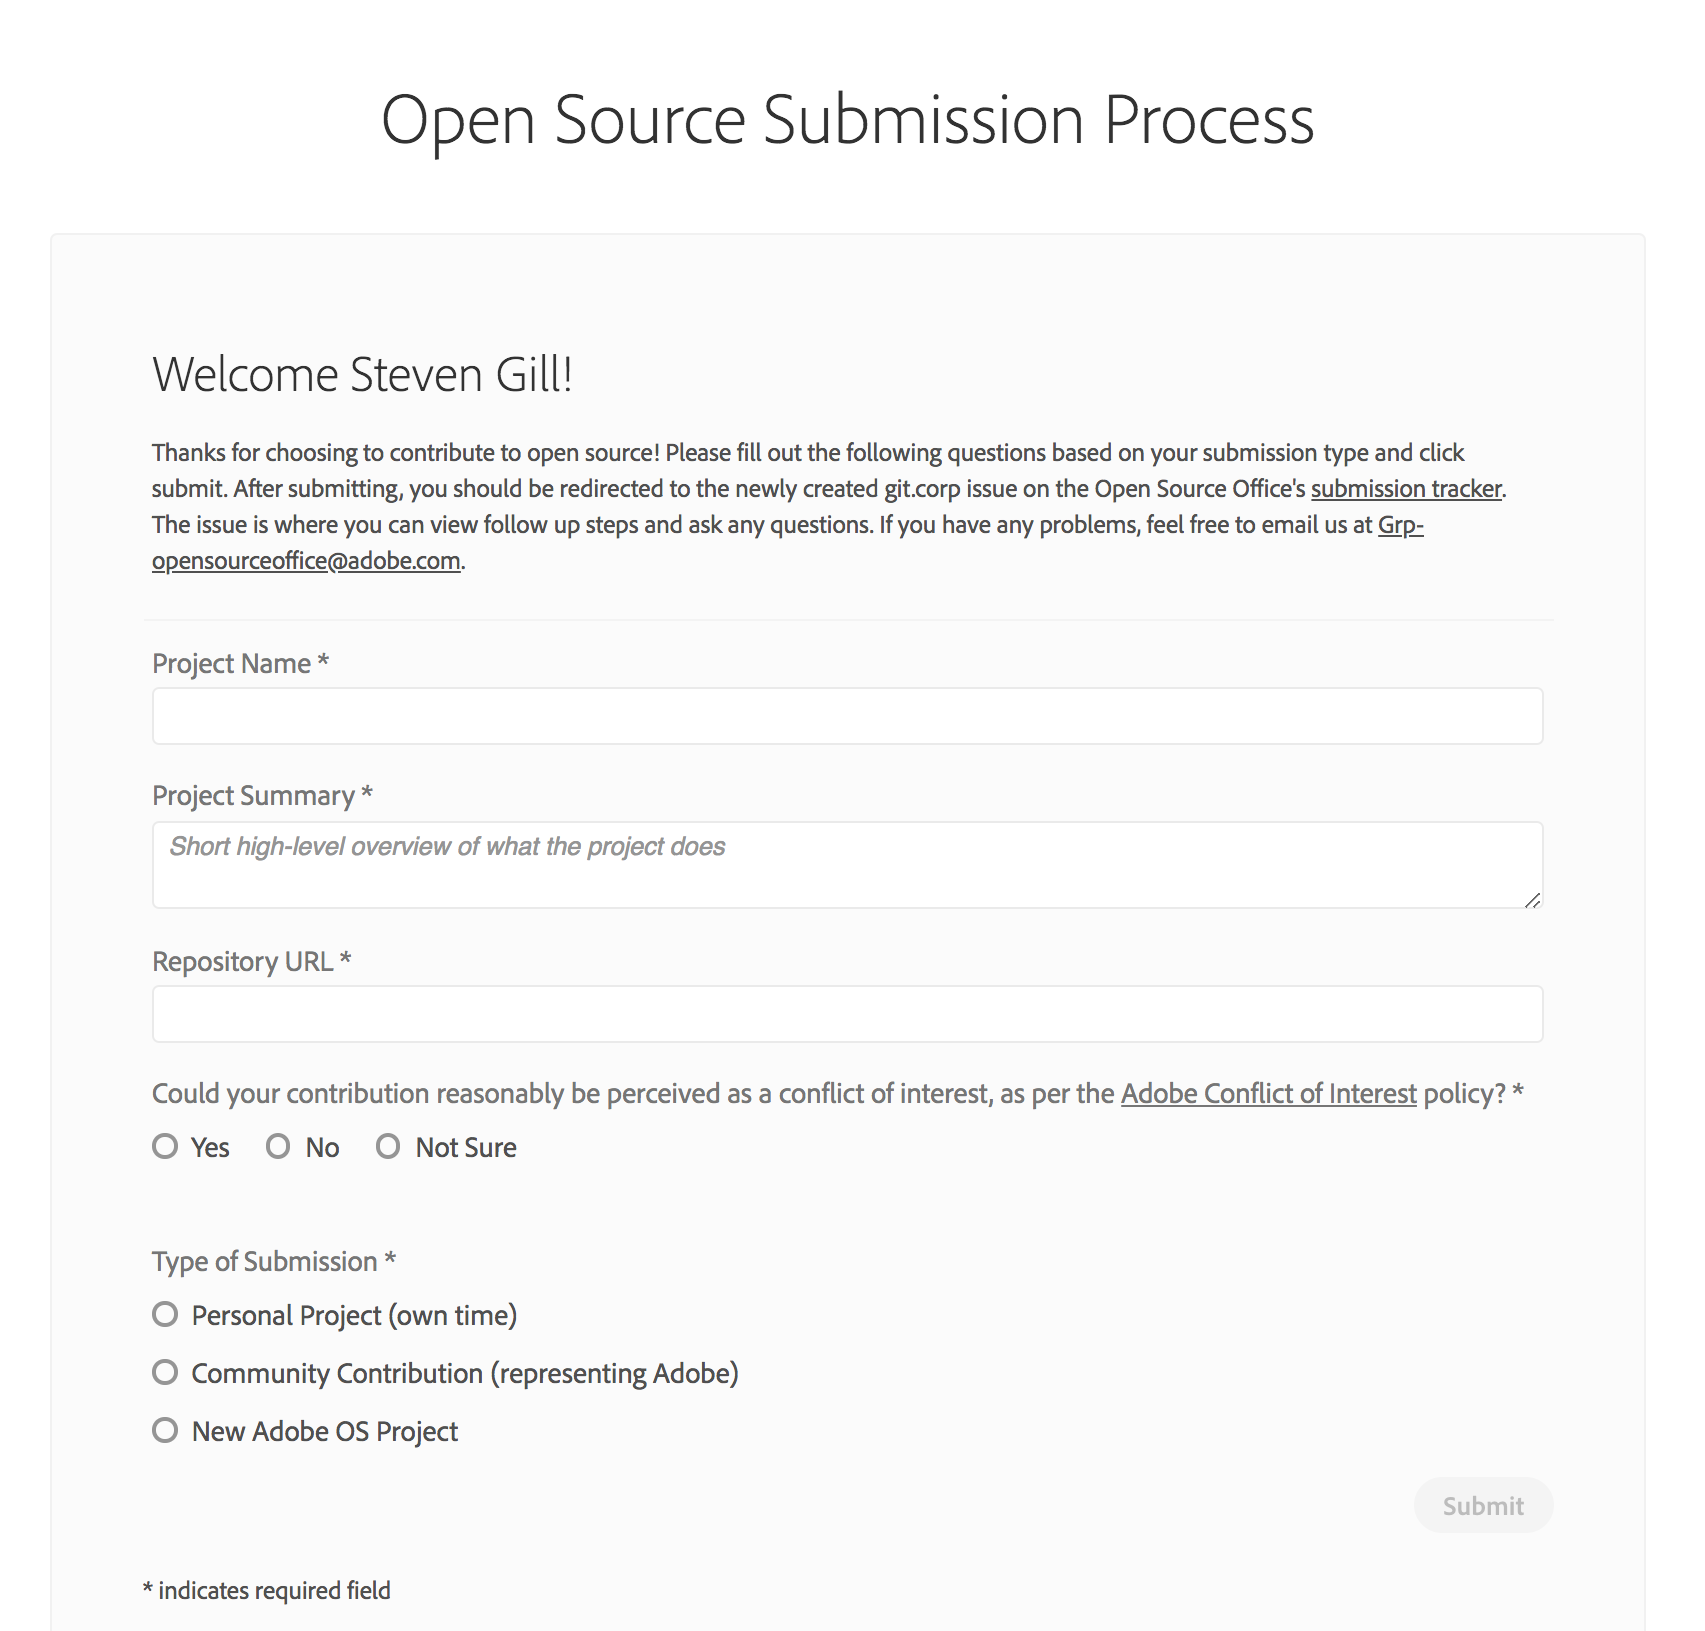 Open Source Submission Process
Welcome Steven Gill!
Thanks for choosing to contribute to open source! Please fill out the following questions based on your submission type and click
submit. After submitting, you should be redirected to the newly created git.corp issue on the Open Source Office's submission tracker.
The issue is where you can view follow up steps and ask any questions. If you have any problems, feel free to email us at Grp-
opensourceoffice@adobe.com.
Project Name *
Project Summary *
Short high-level overview of what the project does
Repository URL *
Could your contribution reasonably be perceived as a conflict of interest, as per the Adobe Conflict of Interest policy? *
Yes No Not Sure
Type of Submission *
Personal Project (own time)
Community Contribution (representing Adobe)
New Adobe OS Project
Submit
* indicates required field